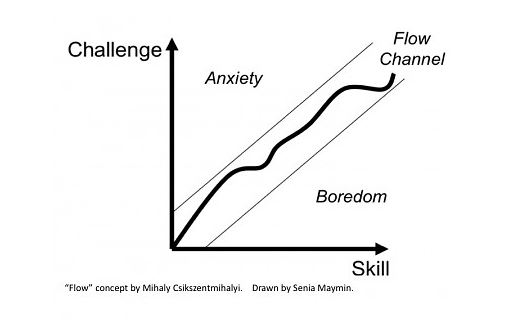 Flow
Channel
Challenge
Anxiety
Boredom
Skill
“Flow” concept by Mihaly Csikszentmihalyi. Drawn by Senia Maymin.